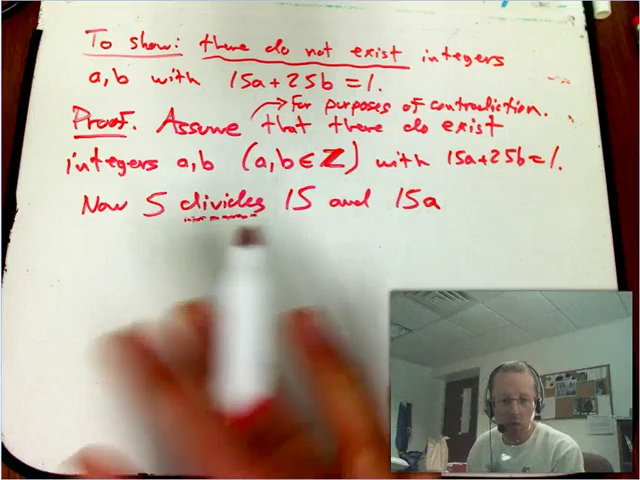 To show: there do not exist integers
a,b with 15a+25b=1.
For purposes of contradiction.
Proof. Assume that there do exist
integers a,b (a,b∈ℤ) with 15a+25b=1.
Now 5 divides 15 and 15a